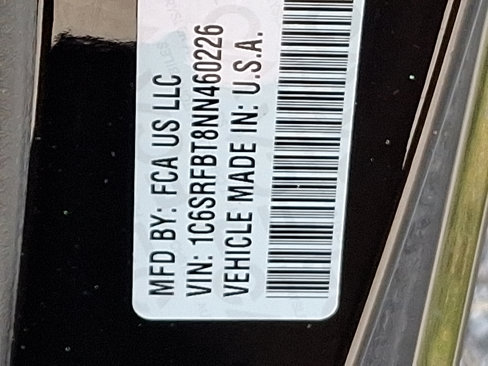 MFD BY: FCA US LLC
VIN: 1C6SRFBT8NN460226
VEHICLE MADE IN: U.S.A.